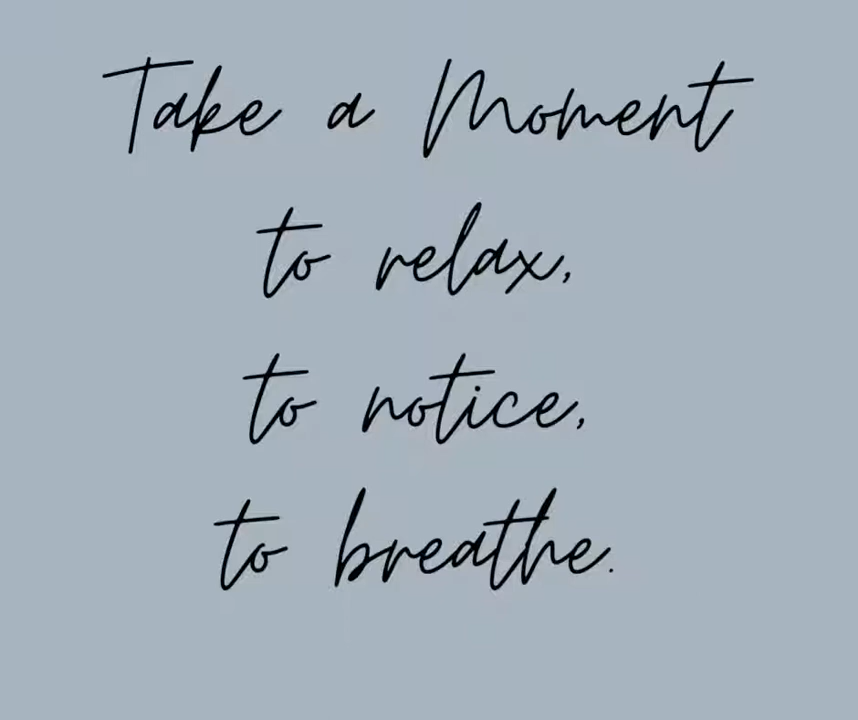 Take a Moment
to relax,
to notice,
to breathe.